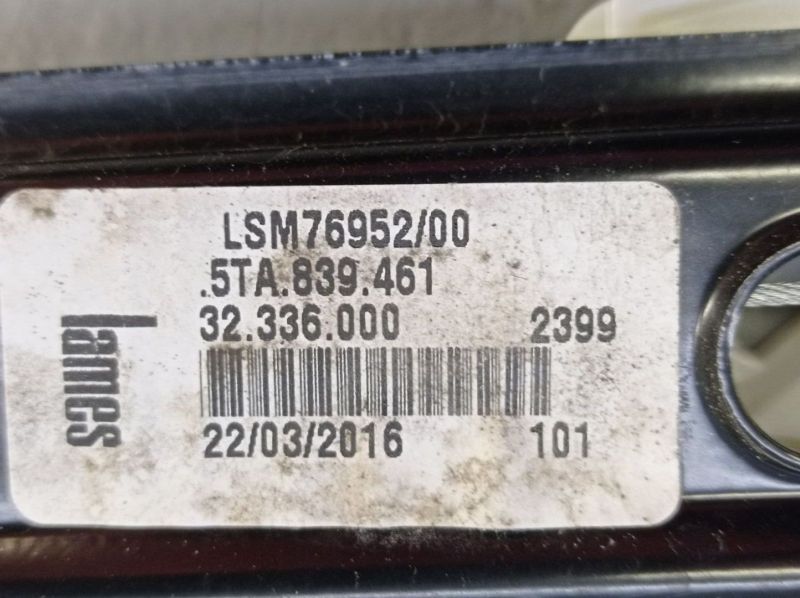 LSM76952/00
.5TA.839.461
32.336.000 2399
22/03/2016 101
Lames